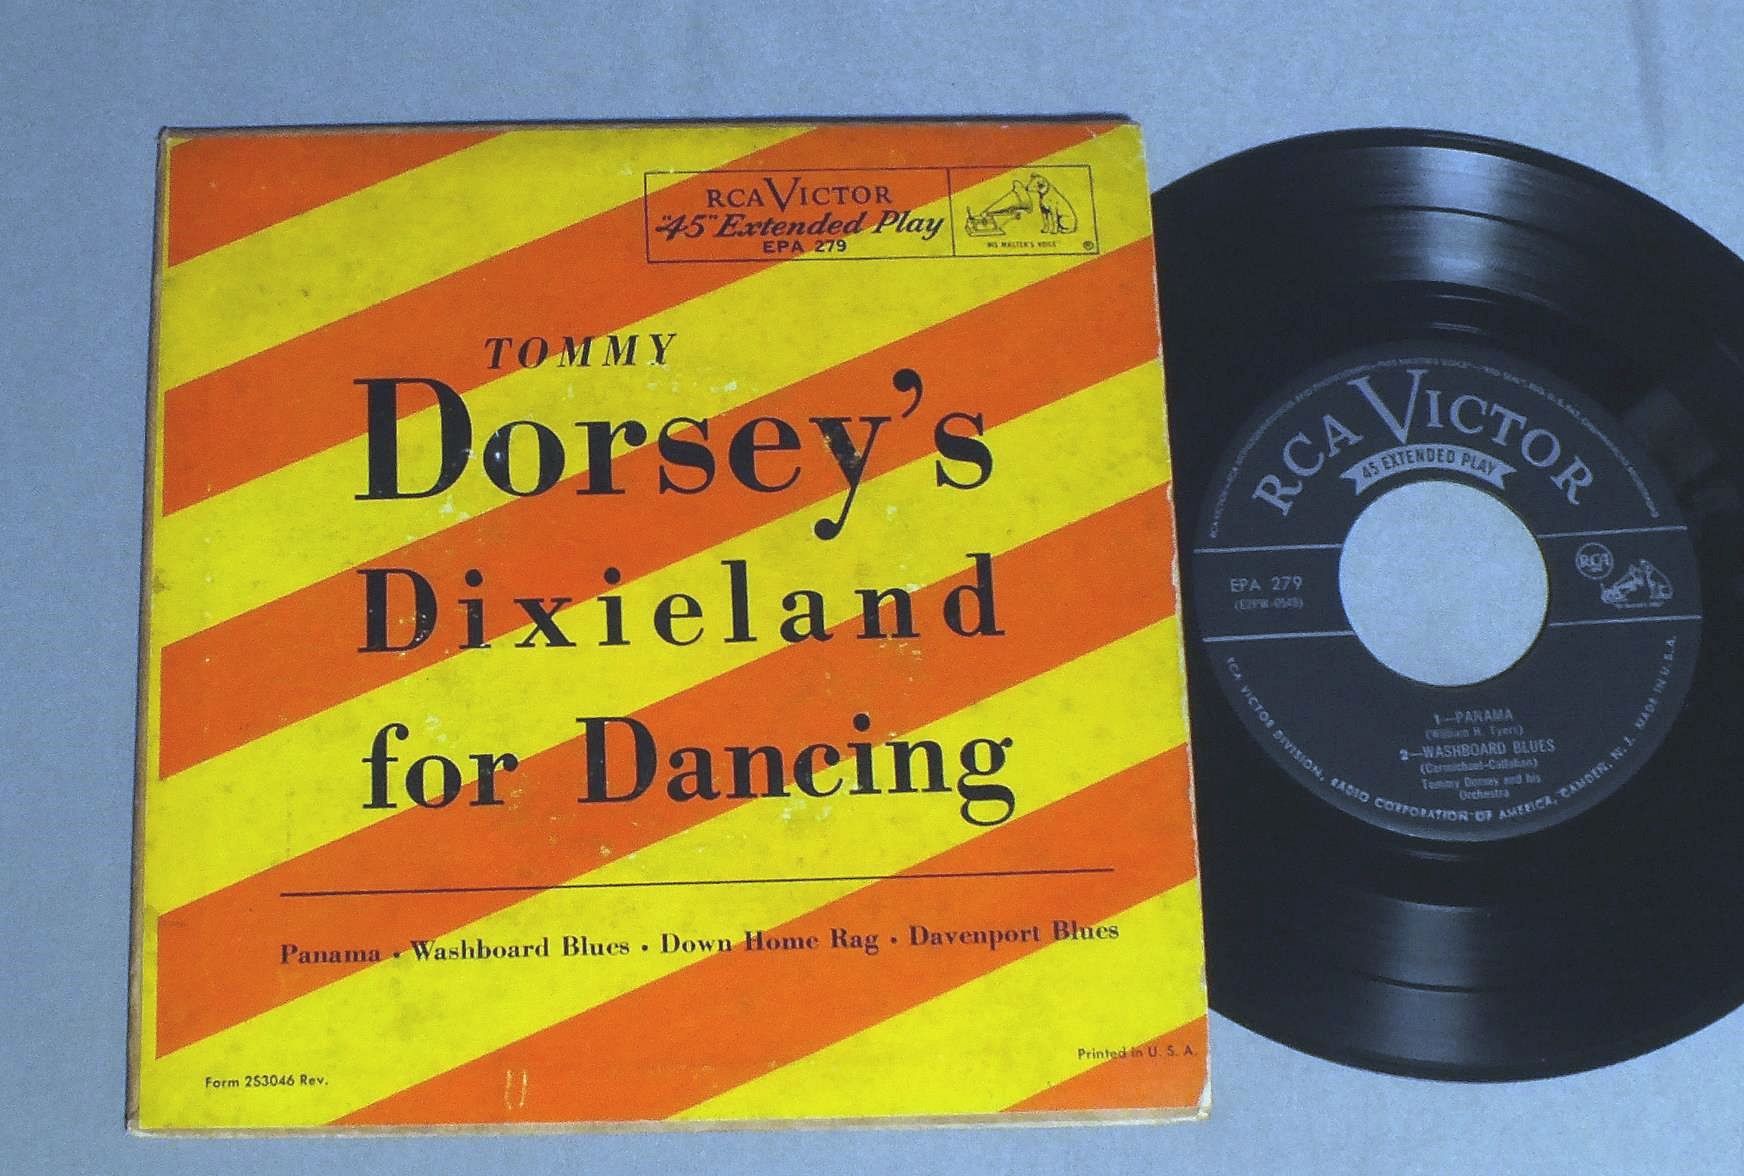 RCA VICTOR
"45" Extended Play
EPA 279
HIS MASTER'S VOICE
®
TOMMY
Dorsey's
Dixieland
for Dancing
Panama • Washboard Blues • Down Home Rag • Davenport Blues
Form 2S3046 Rev.
Printed in U. S. A.
RCA VICTOR
45 EXTENDED PLAY
RCA
EPA 279
1—PANAMA
(William H. Tyers)
2—WASHBOARD BLUES
(Carmichael-Callahan)
Tommy Dorsey and his
Orchestra
RCA VICTOR DIVISION, RADIO CORPORATION OF AMERICA, CAMDEN, N. J. MADE IN U. S. A.